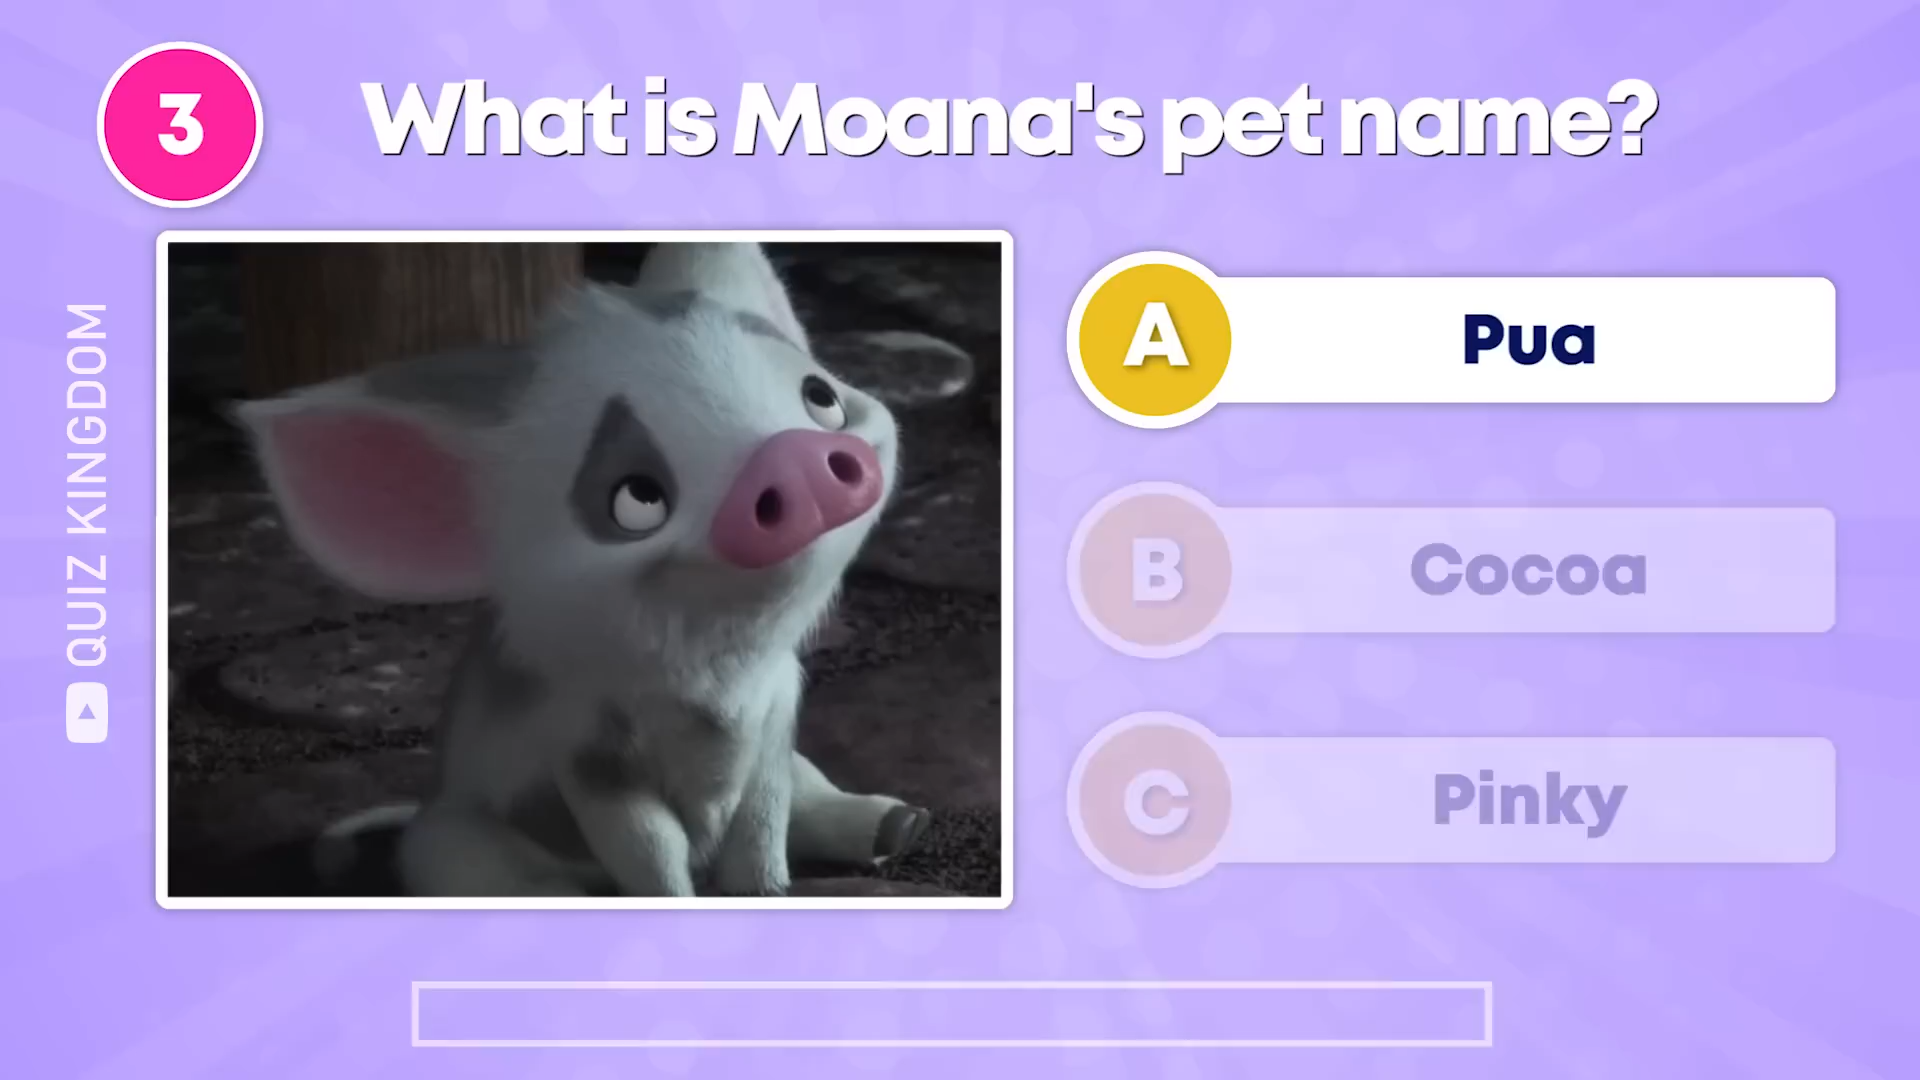 3
What is Moana's pet name?
QUIZ KINGDOM
A
Pua
B
Cocoa
C
Pinky